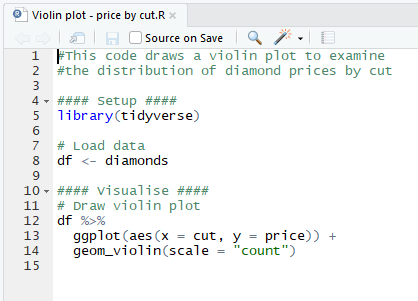 Violin plot - price by cut.R
Source on Save
1 #This code draws a violin plot to examine
2 #the distribution of diamond prices by cut
3
4 #### Setup ####
5 library(tidyverse)
6
7 # Load data
8 df <- diamonds
9
10 #### Visualise ####
11 # Draw violin plot
12 df %>%
13   ggplot(aes(x = cut, y = price)) +
14   geom_violin(scale = "count")
15